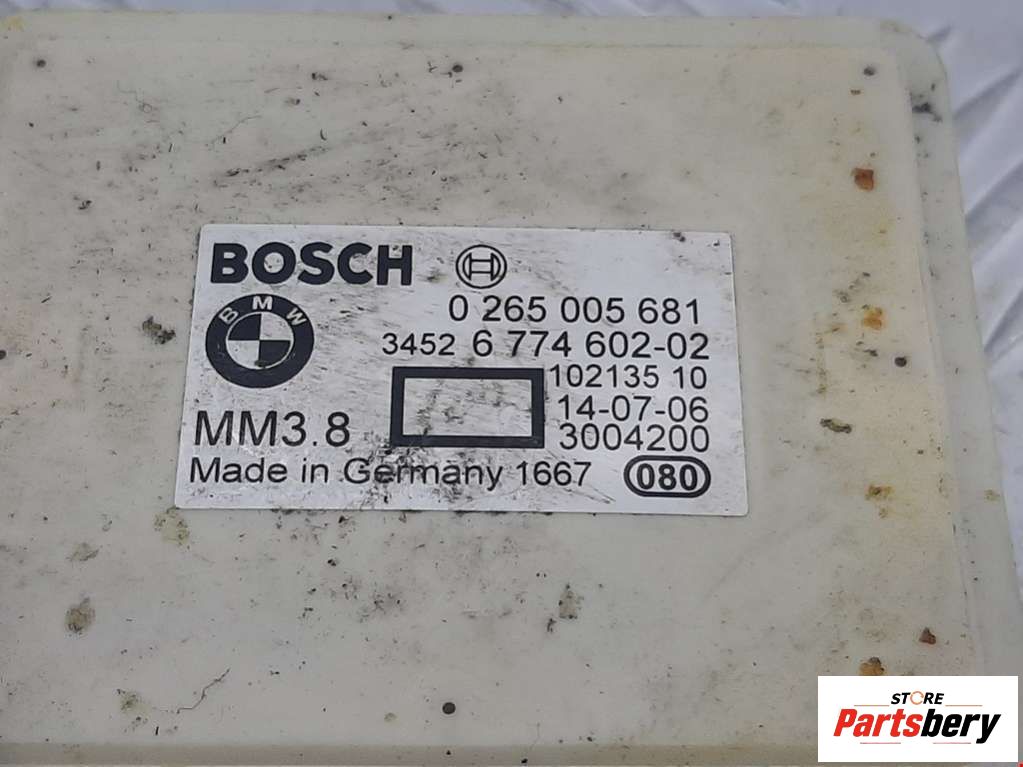 BOSCH
0 265 005 681
BMW
3452 6 774 602-02
102135 10
14-07-06
MM3.8
3004200
Made in Germany 1667 080
STORE
Partsbery